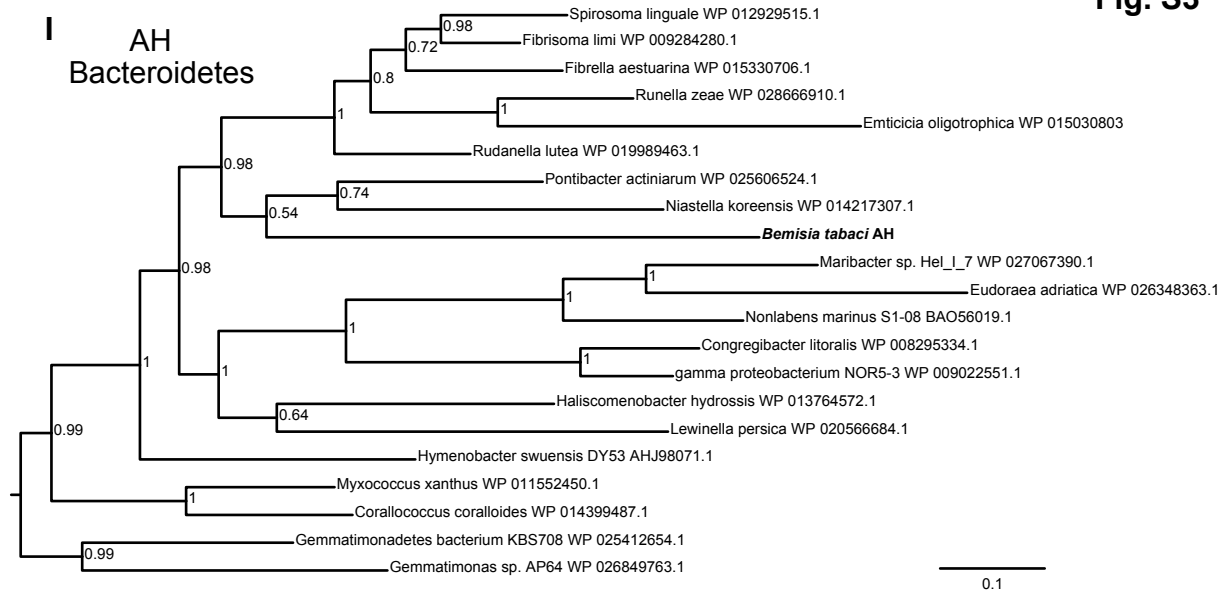 Fig. S3
I
AH
Bacteroidetes
Spirosoma linguale WP 012929515.1
0.98
Fibrisoma limi WP 009284280.1
0.72
Fibrella aestuarina WP 015330706.1
0.8
Runella zeae WP 028666910.1
1
1
Emticicia oligotrophica WP 015030803
Rudanella lutea WP 019989463.1
0.98
Pontibacter actiniarum WP 025606524.1
0.74
Niastella koreensis WP 014217307.1
0.54
Bemisia tabaci AH
Maribacter sp. Hel_I_7 WP 027067390.1
0.98
1
Eudoraea adriatica WP 026348363.1
1
Nonlabens marinus S1-08 BAO56019.1
1
Congregibacter litoralis WP 008295334.1
1
1
1
gamma proteobacterium NOR5-3 WP 009022551.1
Haliscomenobacter hydrossis WP 013764572.1
0.64
Lewinella persica WP 020566684.1
0.99
Hymenobacter swuensis DY53 AHJ98071.1
Myxococcus xanthus WP 011552450.1
1
Corallococcus coralloides WP 014399487.1
Gemmatimonadetes bacterium KBS708 WP 025412654.1
0.99
Gemmatimonas sp. AP64 WP 026849763.1
0.1